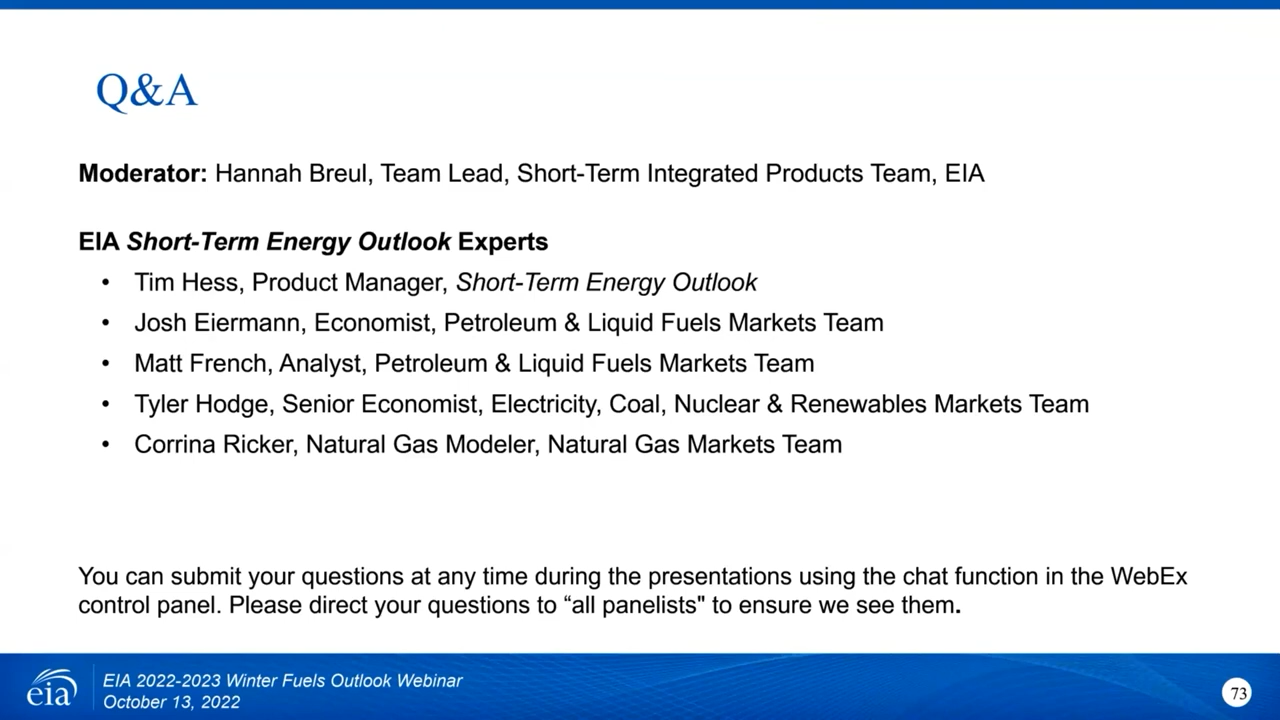 Q&A
Moderator: Hannah Breul, Team Lead, Short-Term Integrated Products Team, EIA
EIA Short-Term Energy Outlook Experts
• Tim Hess, Product Manager, Short-Term Energy Outlook
• Josh Eiermann, Economist, Petroleum & Liquid Fuels Markets Team
• Matt French, Analyst, Petroleum & Liquid Fuels Markets Team
• Tyler Hodge, Senior Economist, Electricity, Coal, Nuclear & Renewables Markets Team
• Corrina Ricker, Natural Gas Modeler, Natural Gas Markets Team
You can submit your questions at any time during the presentations using the chat function in the WebEx
control panel. Please direct your questions to “all panelists" to ensure we see them.
eia
EIA 2022-2023 Winter Fuels Outlook Webinar
October 13, 2022
73